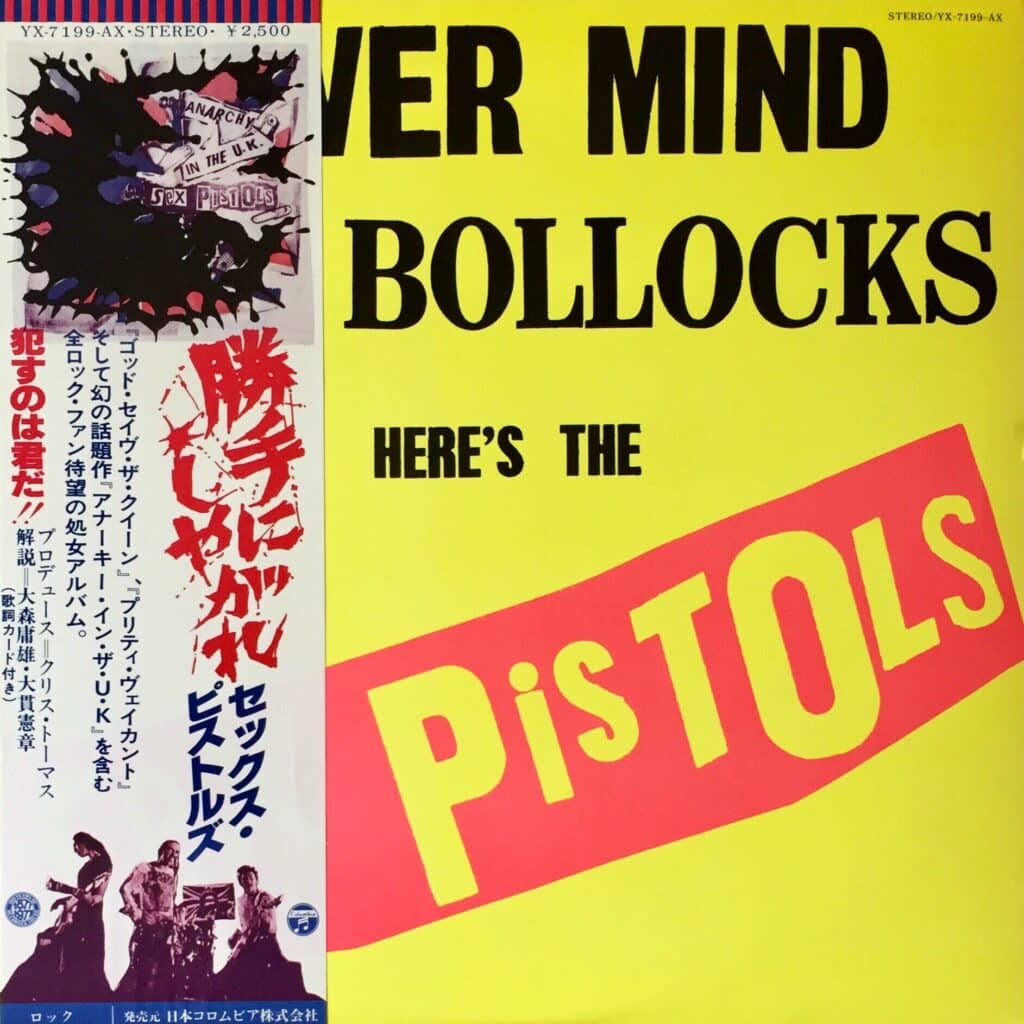 YX-7199-AX・STEREO・ ￥2,500
ANARCHY
IN THE U.K.
SEX PISTOLS
勝手に
しやがれ
セックス・
ピストルズ
『ゴッド・セイヴ・ザ・クイーン』、『プリティ・ヴェイカント』
そして幻の話題作『アナーキー・イン・ザ・U・K』を含む
全ロック・ファン待望の処女アルバム。
犯すのは君だ!!
プロデュース＝クリス・トーマス
解説＝大森庸雄・大貫憲章
(歌詞カード付き)
Columbia
ロック
発売元 日本コロムビア株式会社
STEREO/YX-7199-AX
VER MIND
BOLLOCKS
HERE'S THE
PiSTOLS